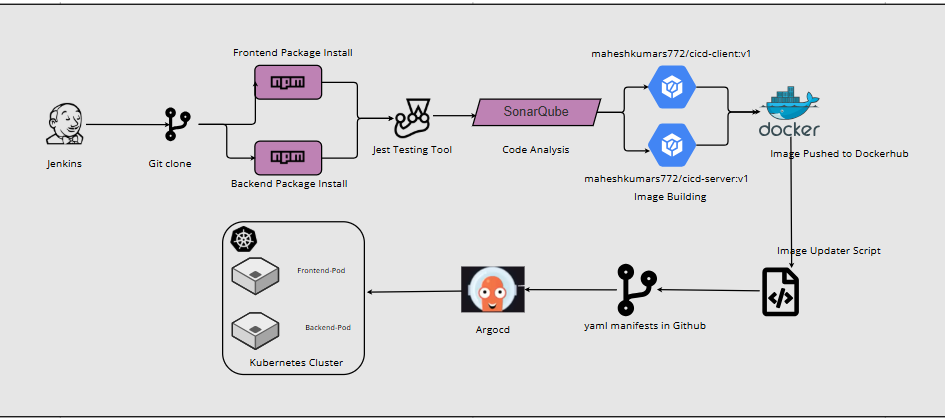 Frontend Package Install
npm
Jenkins
Git clone
npm
Backend Package Install
Jest Testing Tool
SonarQube
Code Analysis
maheshkumars772/cicd-client:v1
maheshkumars772/cicd-server:v1
Image Building
docker
Image Pushed to Dockerhub
Image Updater Script
</>
yaml manifests in Github
Argocd
Frontend-Pod
Backend-Pod
Kubernetes Cluster